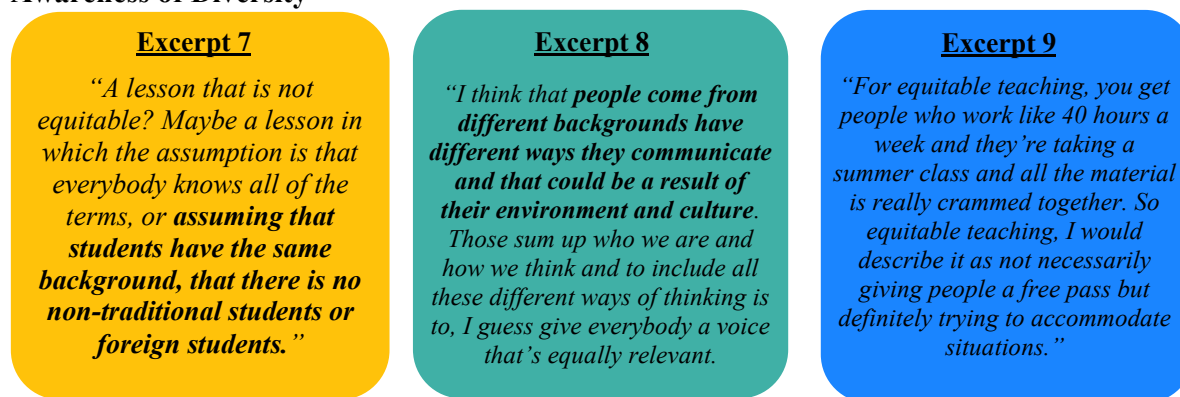 Awareness of Diversity
Excerpt 7
“A lesson that is not
equitable? Maybe a lesson in
which the assumption is that
everybody knows all of the
terms, or assuming that
students have the same
background, that there is no
non-traditional students or
foreign students.”
Excerpt 8
“I think that people come from
different backgrounds have
different ways they communicate
and that could be a result of
their environment and culture.
Those sum up who we are and
how we think and to include all
these different ways of thinking is
to, I guess give everybody a voice
that’s equally relevant.
Excerpt 9
“For equitable teaching, you get
people who work like 40 hours a
week and they’re taking a
summer class and all the material
is really crammed together. So
equitable teaching, I would
describe it as not necessarily
giving people a free pass but
definitely trying to accommodate
situations.”